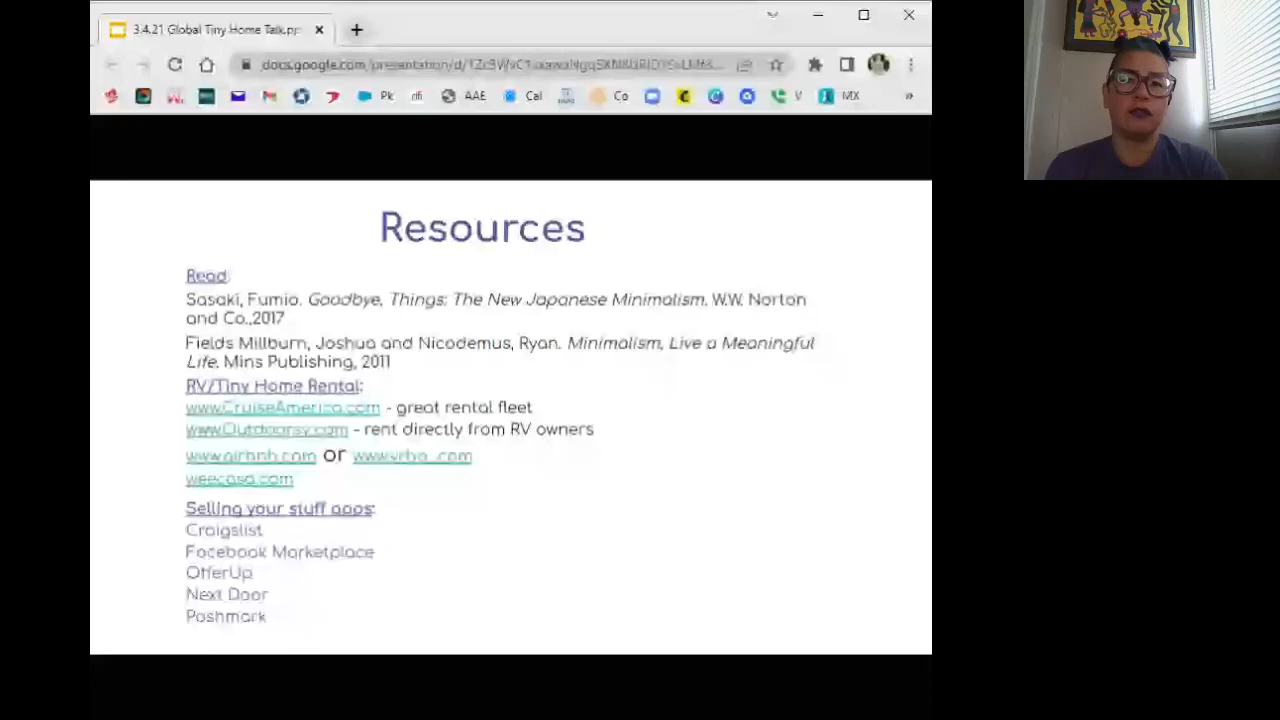 3.4.21 Global Tiny Home Talk.pp
Pk
AAE
Cal
Co
V
MX
Resources
Read:
Sasaki, Fumio. Goodbye, Things: The New Japanese Minimalism. W.W. Norton
and Co.,2017
Fields Millburn, Joshua and Nicodemus, Ryan. Minimalism, Live a Meaningful
Life. Mins Publishing, 2011
RV/Tiny Home Rental:
www.CruiseAmerica.com - great rental fleet
www.Outdoorsy.com - rent directly from RV owners
www.airbnb.com or www.vrbo .com
weecasa.com
Selling your stuff apps:
Craigslist
Facebook Marketplace
OfferUp
Next Door
Poshmark